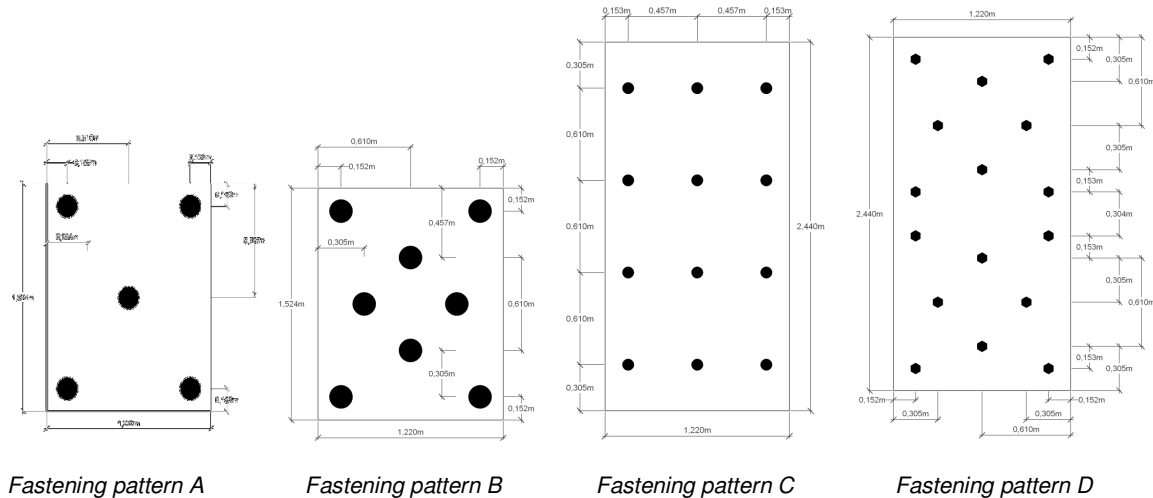 0,153m
0,457m
0,457m
0,153m
0,305m
0,610m
0,610m
0,610m
0,305m
2,440m
1,220m
1,220m
0,152m
0,305m
0,610m
0,305m
0,153m
0,304m
0,153m
0,305m
0,610m
0,153m
0,305m
2,440m
0,152m
0,305m
0,152m
0,305m
0,610m
0,610m
0,152m
0,152m
0,152m
0,457m
0,305m
0,610m
1,524m
0,305m
0,152m
1,220m
Fastening pattern A
Fastening pattern B
Fastening pattern C
Fastening pattern D